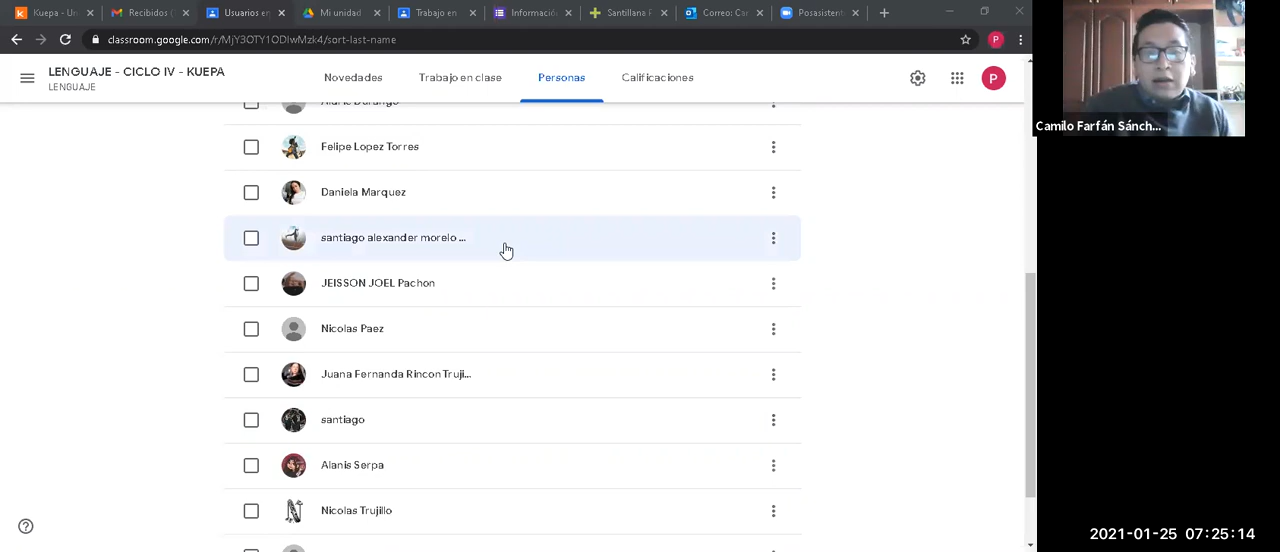 Kuepa - Un
Recibidos (
Usuarios en
Mi unidad
Trabajo en
Informació
Santillana F
Correo: Car
Posasistent
classroom.google.com/r/MjY3OTY1ODIwMzk4/sort-last-name
P
LENGUAJE - CICLO IV - KUEPA
LENGUAJE
Novedades
Trabajo en clase
Personas
Calificaciones
P
Felipe Lopez Torres
Daniela Marquez
santiago alexander morelo ...
JEISSON JOEL Pachon
Nicolas Paez
Juana Fernanda Rincon Truji...
santiago
Alanis Serpa
Nicolas Trujillo
Camilo Farfán Sánch...
2021-01-25 07:25:14